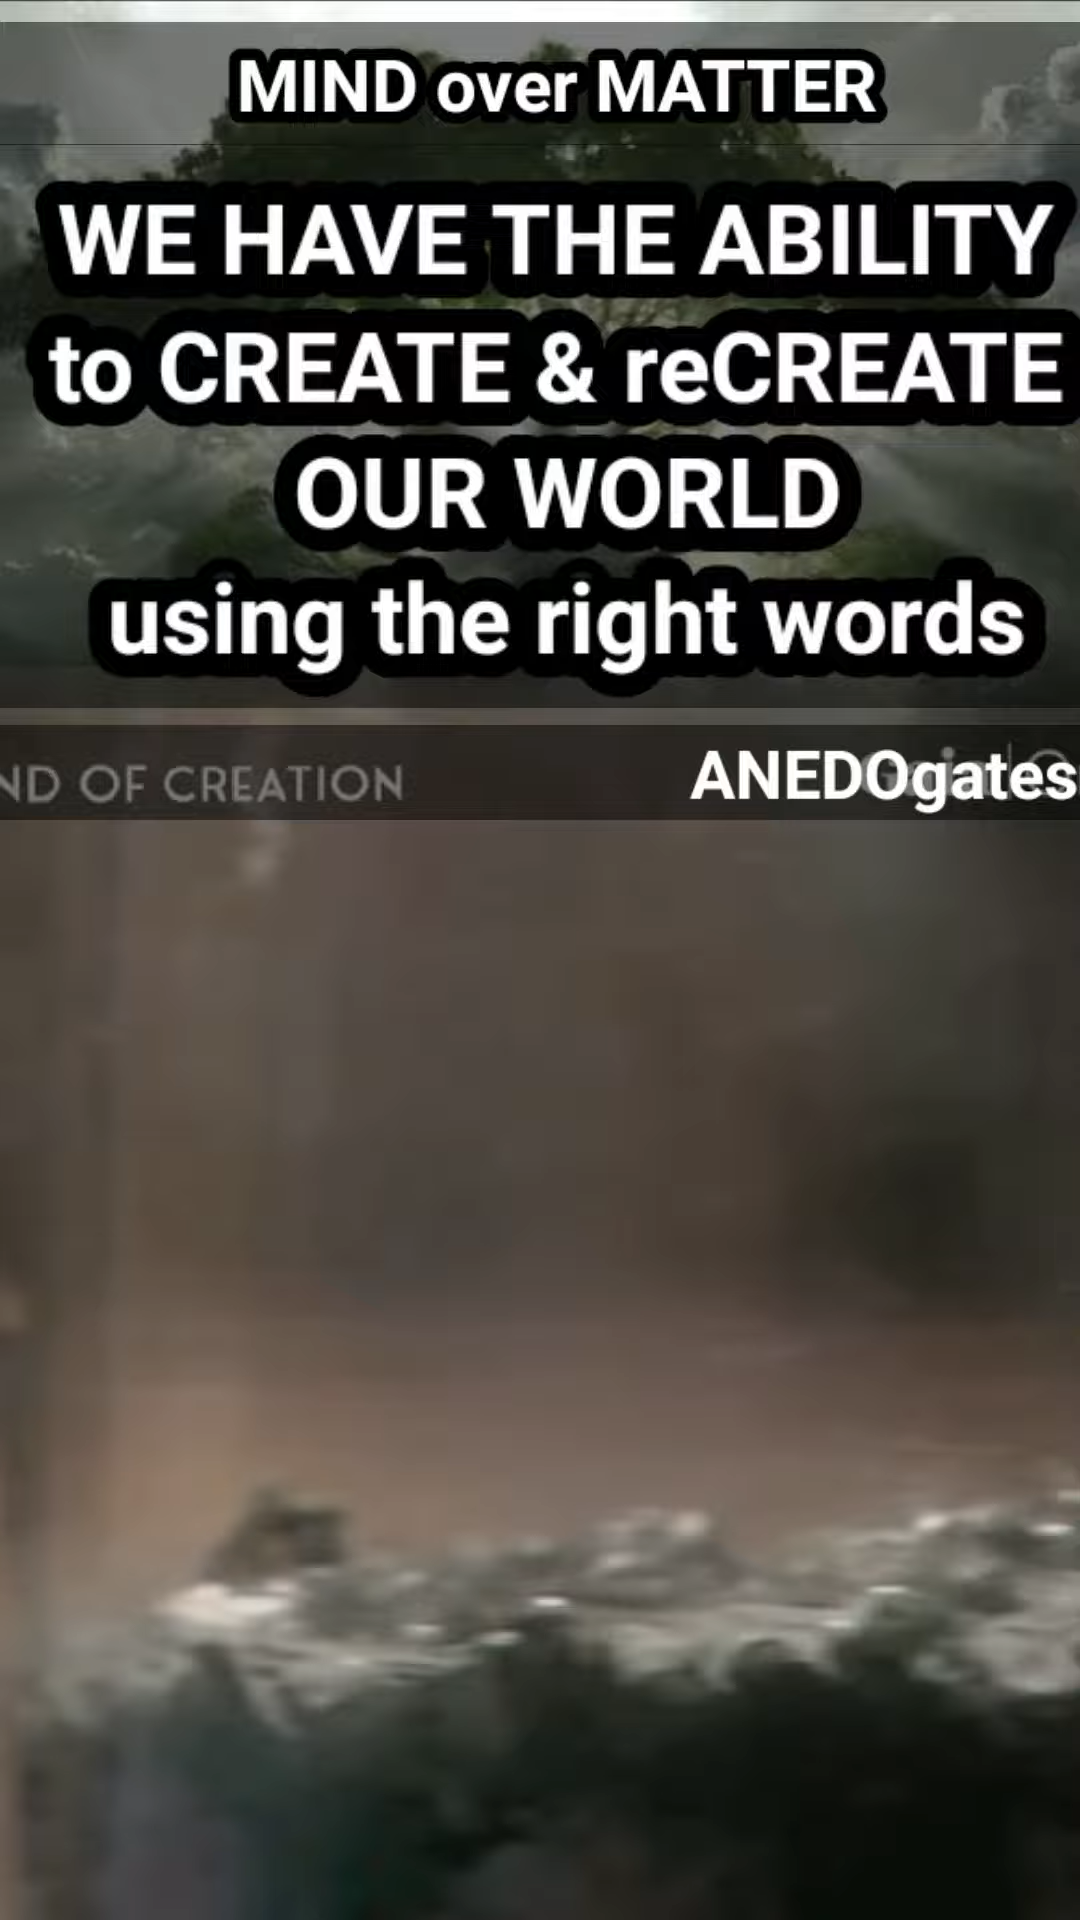 MIND over MATTER
WE HAVE THE ABILITY
to CREATE & reCREATE
OUR WORLD
using the right words
ND OF CREATION
ANEDOgates